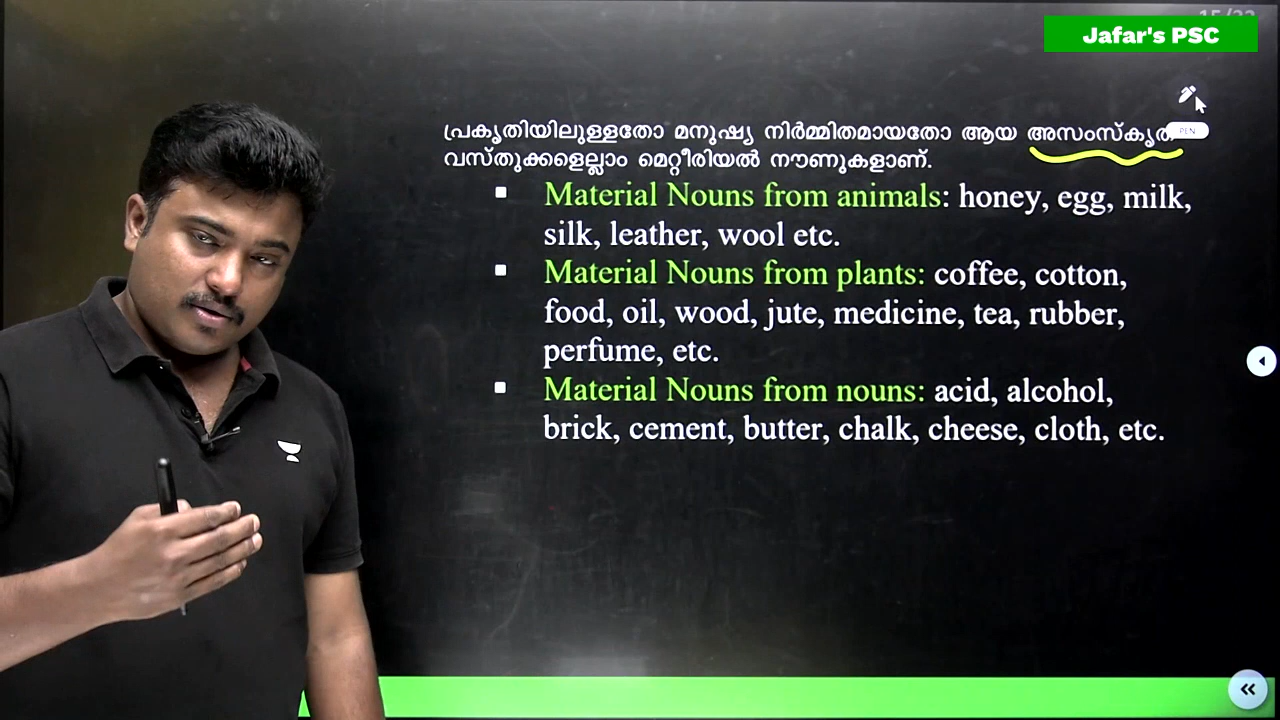 Jafar's PSC
PEN
പ്രകൃതിയിലുള്ളതോ മനുഷ്യ നിർമ്മിതമായതോ ആയ
വസ്തുക്കളെല്ലാം മെറ്റീരിയൽ നൗണുകളാണ്.
▪ Material Nouns from animals: honey, egg, milk,
silk, leather, wool etc.
▪ Material Nouns from plants: coffee, cotton,
food, oil, wood, jute, medicine, tea, rubber,
perfume, etc.
▪ Material Nouns from nouns: acid, alcohol,
brick, cement, butter, chalk, cheese, cloth, etc.